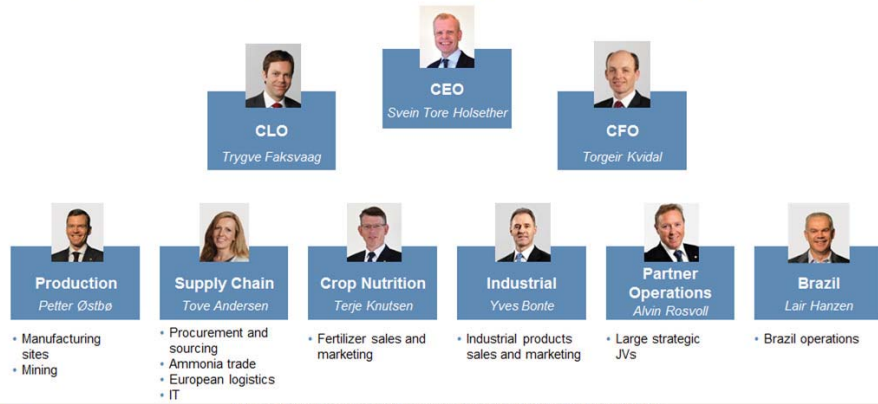 CEO
Svein Tore Holsether
CLO
Trygve Faksvaag
CFO
Torgeir Kvidal
Production
Petter Østbø
• Manufacturing
sites
• Mining
Supply Chain
Tove Andersen
• Procurement and
sourcing
• Ammonia trade
• European logistics
• IT
Crop Nutrition
Terje Knutsen
• Fertilizer sales and
marketing
Industrial
Yves Bonte
• Industrial products
sales and marketing
Partner
Operations
Alvin Rosvoll
• Large strategic
JVs
Brazil
Lair Hanzen
• Brazil operations